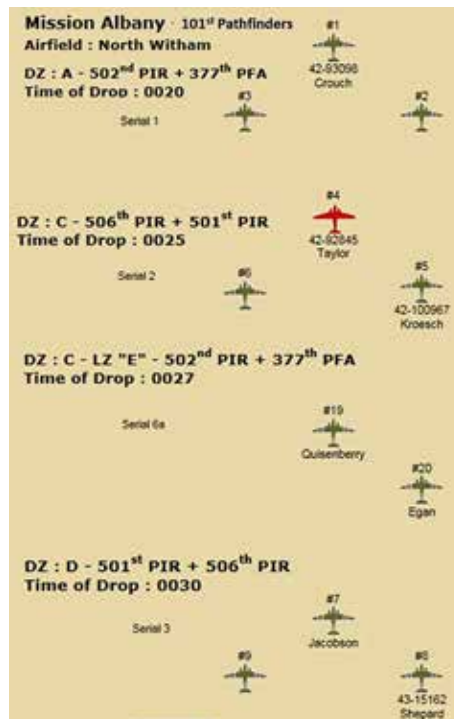 Mission Albany - 101st Pathfinders
#1
Airfield : North Witham
42-93098
Crouch
DZ : A - 502nd PIR + 377th PFA
Time of Drop : 0020
#3
#2
Serial 1
#4
DZ : C - 506th PIR + 501st PIR
Time of Drop : 0025
42-92845
Taylor
Serial 2
#6
#5
42-100967
Kroesch
DZ : C - LZ "E" - 502nd PIR + 377th PFA
Time of Drop : 0027
#19
Serial 6a
Quisenberry
#20
Egan
DZ : D - 501st PIR + 506th PIR
Time of Drop : 0030
#7
Serial 3
Jacobson
#9
#8
43-15162
Shepard